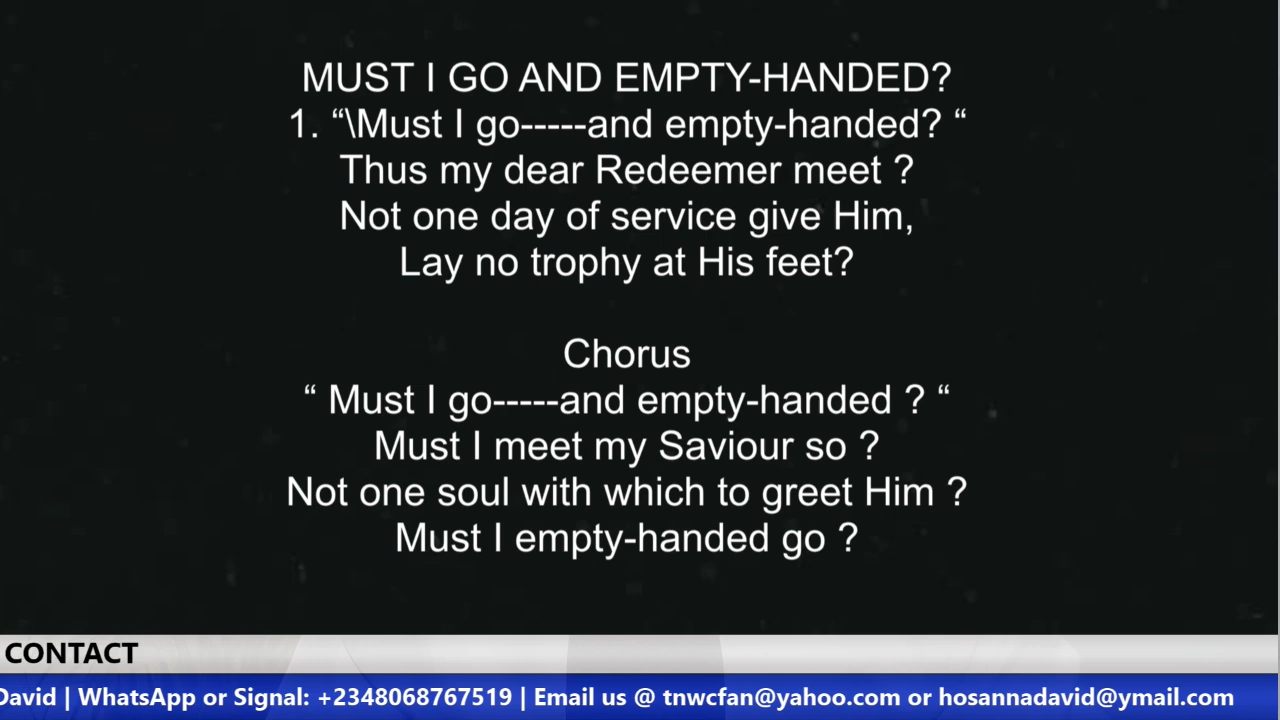 MUST I GO AND EMPTY-HANDED?
1. “\Must I go-----and empty-handed? “
Thus my dear Redeemer meet ?
Not one day of service give Him,
Lay no trophy at His feet?
Chorus
“ Must I go-----and empty-handed ? “
Must I meet my Saviour so ?
Not one soul with which to greet Him ?
Must I empty-handed go ?
CONTACT
David | WhatsApp or Signal: +2348068767519 | Email us @ tnwcfan@yahoo.com or hosannadavid@ymail.com